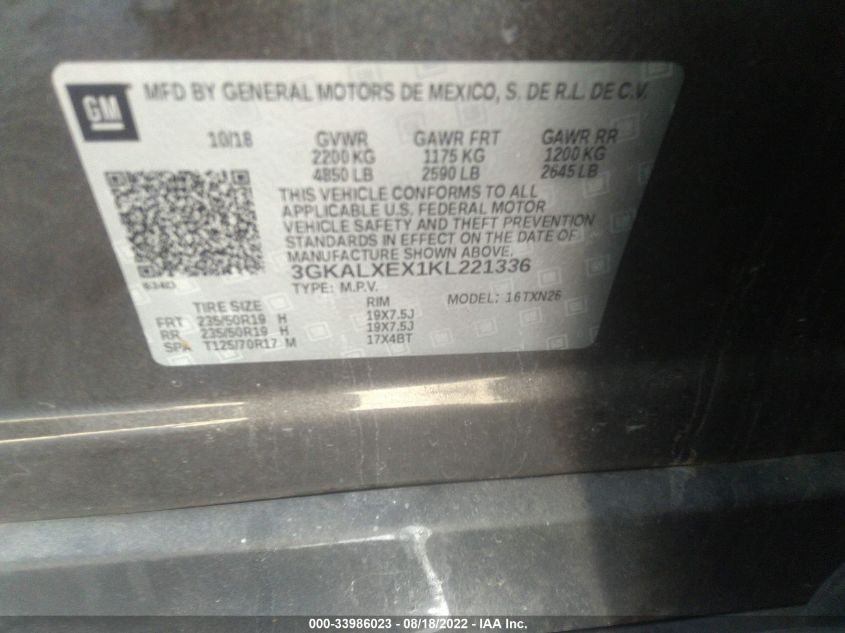 GM
MFD BY GENERAL MOTORS DE MEXICO, S. DE R.L. DE C.V.
10/18 GVWR GAWR FRT GAWR RR
2200 KG 1175 KG 1200 KG
4850 LB 2590 LB 2645 LB
THIS VEHICLE CONFORMS TO ALL
APPLICABLE U.S. FEDERAL MOTOR
VEHICLE SAFETY AND THEFT PREVENTION
STANDARDS IN EFFECT ON THE DATE OF
MANUFACTURE SHOWN ABOVE.
3GKALXEX1KL221336
TYPE: M.P.V. MODEL: 16TXN26
TIRE SIZE RIM
FRT 235/50R19 H 19X7.5J
RR 235/50R19 H 19X7.5J
SPA T125/70R17 M 17X4BT
000-33986023 - 08/18/2022 - IAA Inc.